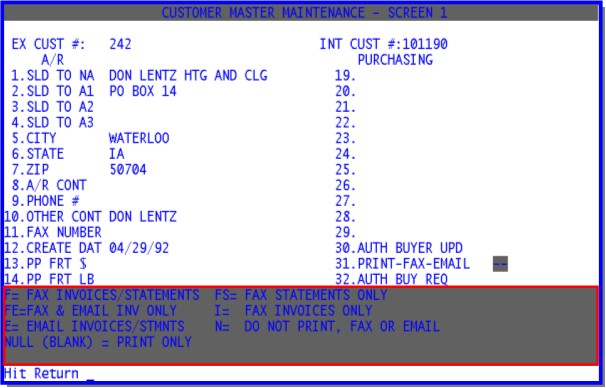 CUSTOMER MASTER MAINTENANCE - SCREEN 1
EX CUST #: 242 INT CUST #:101190
A/R PURCHASING
1.SLD TO NA DON LENTZ HTG AND CLG 19.
2.SLD TO A1 PO BOX 14 20.
3.SLD TO A2 21.
4.SLD TO A3 22.
5.CITY WATERLOO 23.
6.STATE IA 24.
7.ZIP 50704 25.
8.A/R CONT 26.
9.PHONE # 27.
10.OTHER CONT DON LENTZ 28.
11.FAX NUMBER 29.
12.CREATE DAT 04/29/92 30.AUTH BUYER UPD
13.PP FRT $ 31.PRINT-FAX-EMAIL --
14.PP FRT LB 32.AUTH BUY REQ
F= FAX INVOICES/STATEMENTS FS= FAX STATEMENTS ONLY
FE=FAX & EMAIL INV ONLY I= FAX INVOICES ONLY
E= EMAIL INVOICES/STMNTS N= DO NOT PRINT, FAX OR EMAIL
NULL (BLANK) = PRINT ONLY
Hit Return _